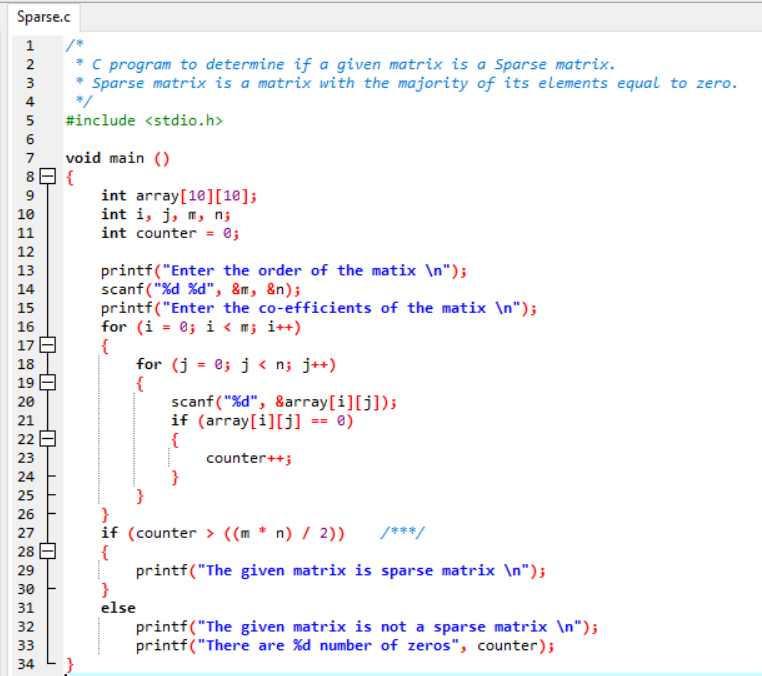 Sparse.c
1 /*
2  * C program to determine if a given matrix is a Sparse matrix.
3  * Sparse matrix is a matrix with the majority of its elements equal to zero.
4  */
5 #include <stdio.h>
6
7 void main ()
8 {
9     int array[10][10];
10     int i, j, m, n;
11     int counter = 0;
12
13     printf("Enter the order of the matix \n");
14     scanf("%d %d", &m, &n);
15     printf("Enter the co-efficients of the matix \n");
16     for (i = 0; i < m; i++)
17     {
18         for (j = 0; j < n; j++)
19         {
20             scanf("%d", &array[i][j]);
21             if (array[i][j] == 0)
22             {
23                 counter++;
24             }
25         }
26     }
27     if (counter > ((m * n) / 2))    /***/
28     {
29         printf("The given matrix is sparse matrix \n");
30     }
31     else
32         printf("The given matrix is not a sparse matrix \n");
33         printf("There are %d number of zeros", counter);
34 }